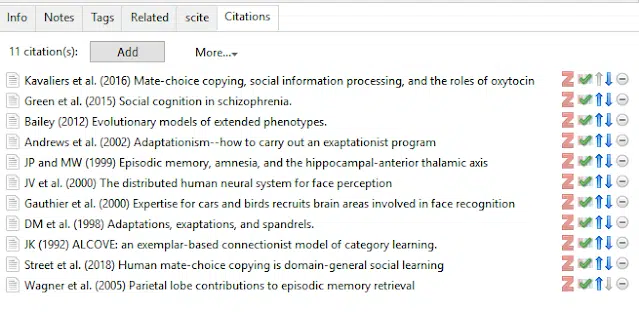 Info Notes Tags Related scite Citations
11 citation(s): Add More...
Kavaliers et al. (2016) Mate-choice copying, social information processing, and the roles of oxytocin
Green et al. (2015) Social cognition in schizophrenia.
Bailey (2012) Evolutionary models of extended phenotypes.
Andrews et al. (2002) Adaptationism--how to carry out an exaptationist program
JP and MW (1999) Episodic memory, amnesia, and the hippocampal-anterior thalamic axis
JV et al. (2000) The distributed human neural system for face perception
Gauthier et al. (2000) Expertise for cars and birds recruits brain areas involved in face recognition
DM et al. (1998) Adaptations, exaptations, and spandrels.
JK (1992) ALCOVE: an exemplar-based connectionist model of category learning.
Street et al. (2018) Human mate-choice copying is domain-general social learning
Wagner et al. (2005) Parietal lobe contributions to episodic memory retrieval